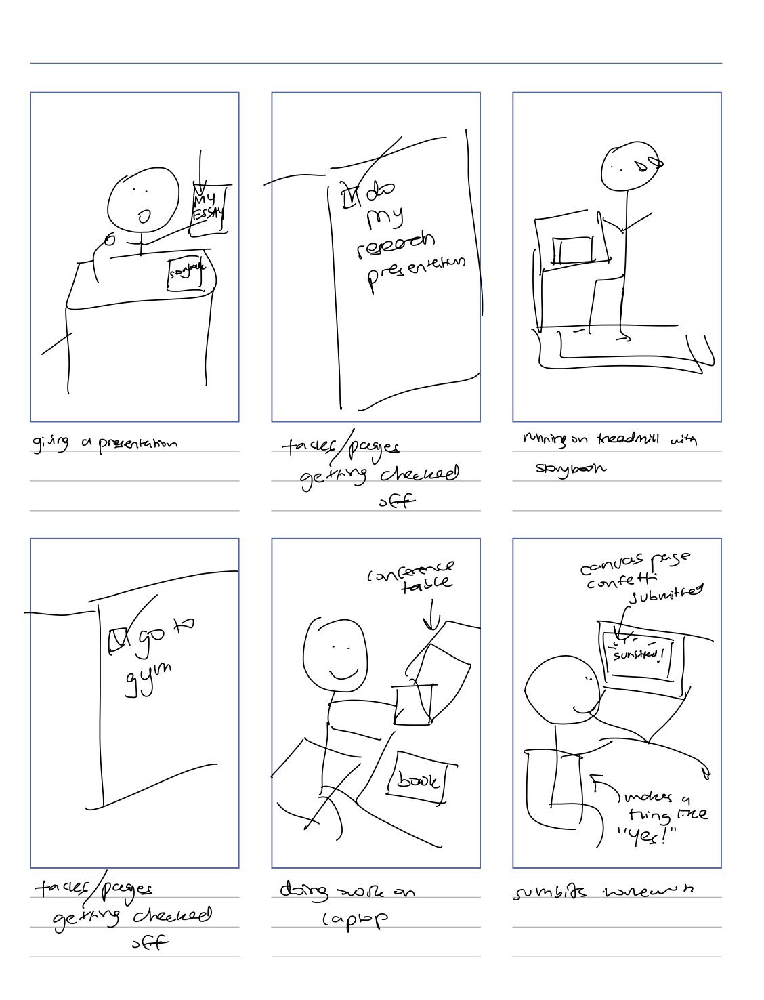 MY
ESSAY
storybook
do
my
research
presentation
giving a presentation
tasks/pages
getting checked
off
running on treadmill with
storybook
go to
gym
conference
table
book
canvas page
confetti
submitted
sumitted!
makes a
thing like
"yes!"
tasks/pages
getting checked
off
doing work on
laptop
sumbits homework